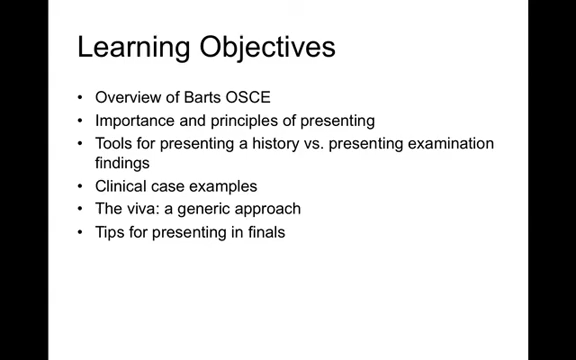 Learning Objectives
• Overview of Barts OSCE
• Importance and principles of presenting
• Tools for presenting a history vs. presenting examination
findings
• Clinical case examples
• The viva: a generic approach
• Tips for presenting in finals